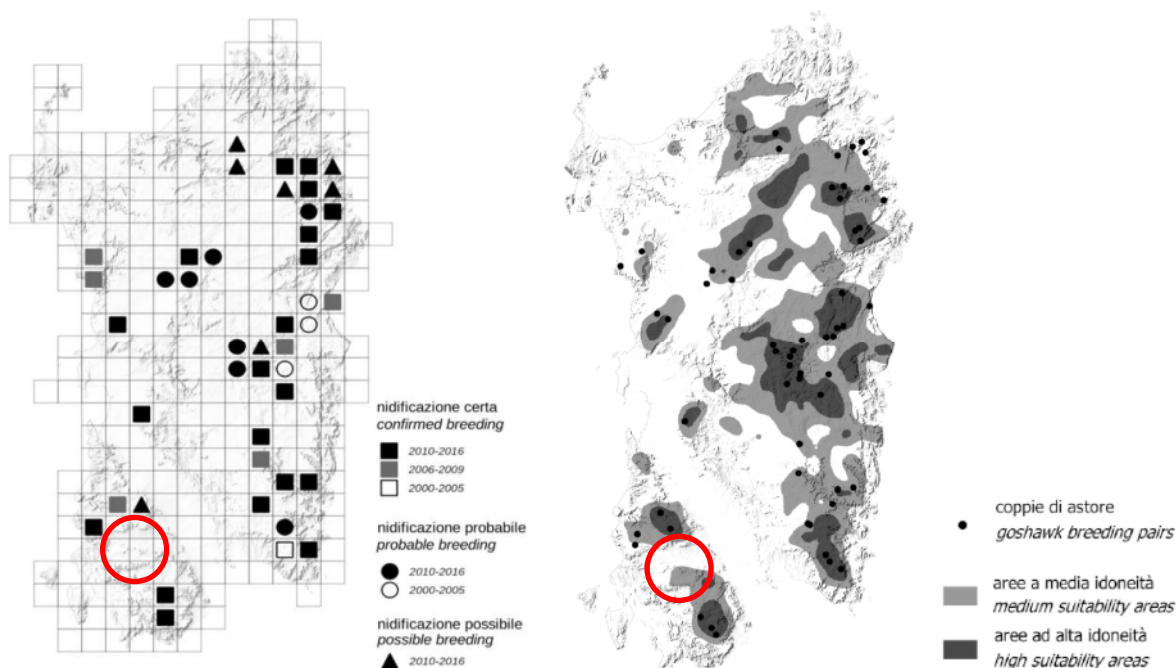 nidificazione certa
confirmed breeding
2010-2016
2006-2009
2000-2005
nidificazione probabile
probable breeding
2010-2016
2000-2005
nidificazione possibile
possible breeding
2010-2016
coppie di astore
goshawk breeding pairs
aree a media idoneità
medium suitability areas
aree ad alta idoneità
high suitability areas